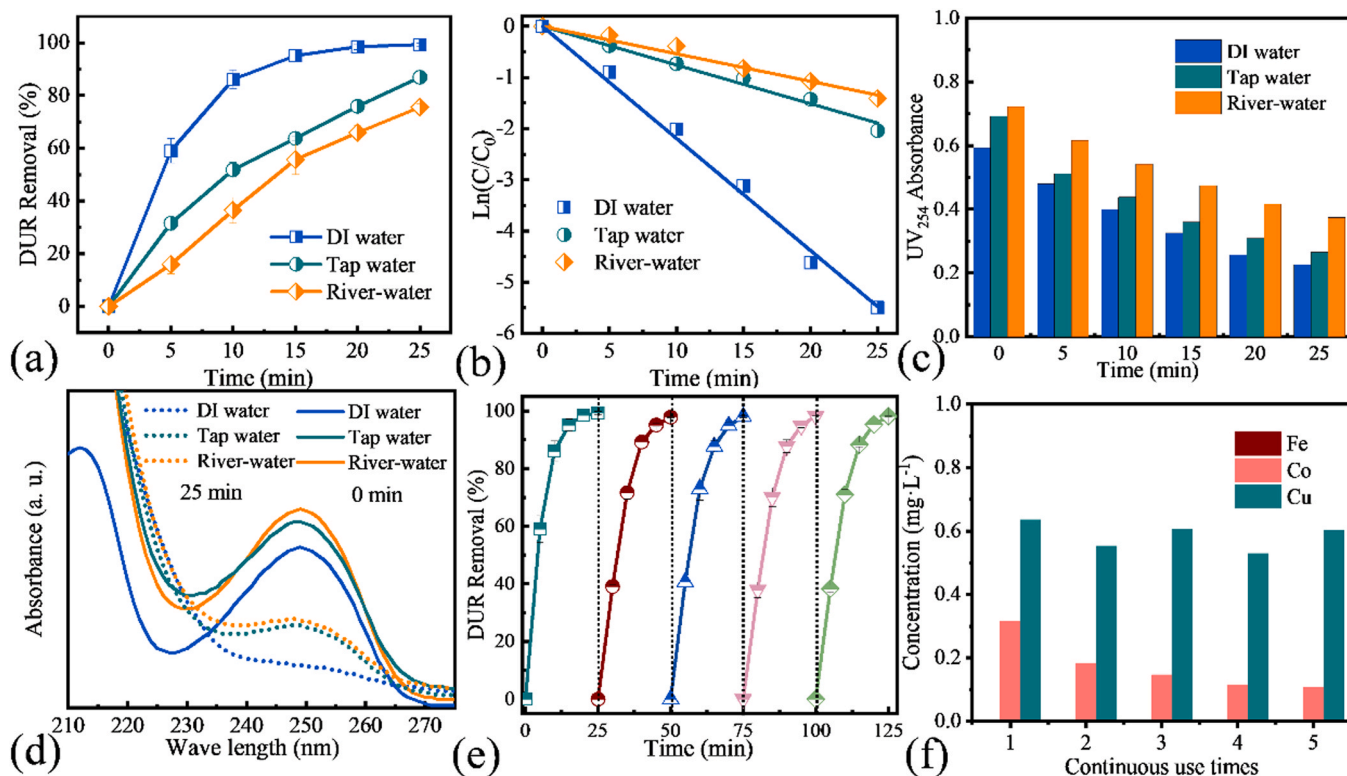 100
80
60
40
20
0
DUR Removal (%)
DI water
Tap water
River-water
0 5 10 15 20 25
Time (min)
(a)
0
-1
-2
-3
-4
-5
-6
Ln(C/C₀)
DI water
Tap water
River-water
0 5 10 15 20 25
Time (min)
(b)
1.0
0.8
0.6
0.4
0.2
0.0
UV₂₅₄ Absorbance
DI water
Tap water
River-water
0 5 10 15 20 25
Time (min)
(c)
Absorbance (a. u.)
DI water DI water
Tap water Tap water
River-water River-water
25 min 0 min
210 220 230 240 250 260 270
Wave length (nm)
(d)
100
80
60
40
20
0
DUR Removal (%)
0 25 50 75 100 125
Time (min)
(e)
1.0
0.8
0.6
0.4
0.2
0.0
Concentration (mg·L⁻¹)
Fe
Co
Cu
1 2 3 4 5
Continuous use times
(f)